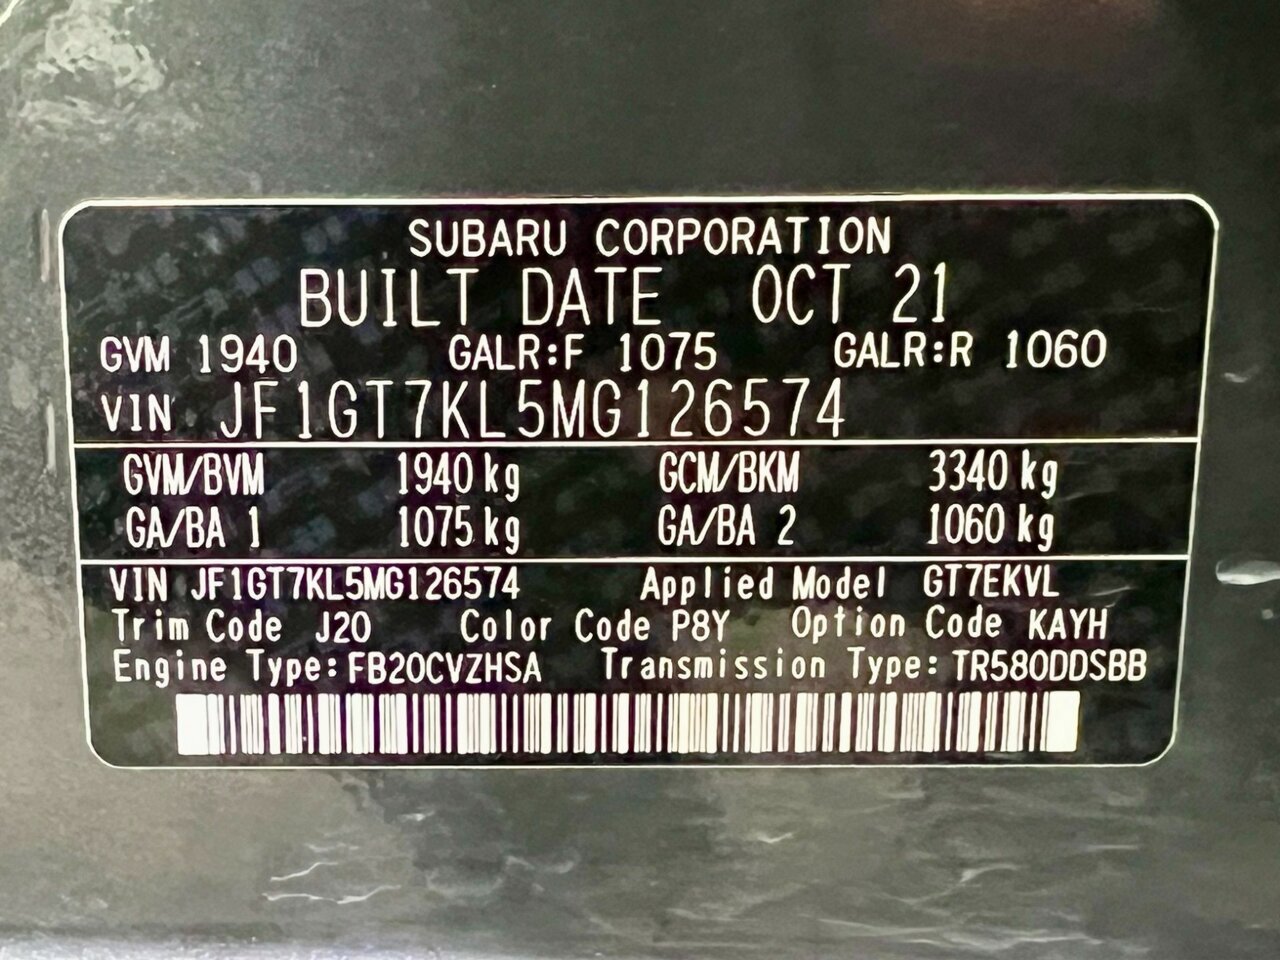 SUBARU CORPORATION
BUILT DATE OCT 21
GVM 1940 GALR:F 1075 GALR:R 1060
VIN JF1GT7KL5MG126574
GVM/BVM 1940 kg GCM/BKM 3340 kg
GA/BA 1 1075 kg GA/BA 2 1060 kg
VIN JF1GT7KL5MG126574 Applied Model GT7EKVL
Trim Code J20 Color Code P8Y Option Code KAYH
Engine Type:FB20CVZHSA Transmission Type:TR580DDSBB